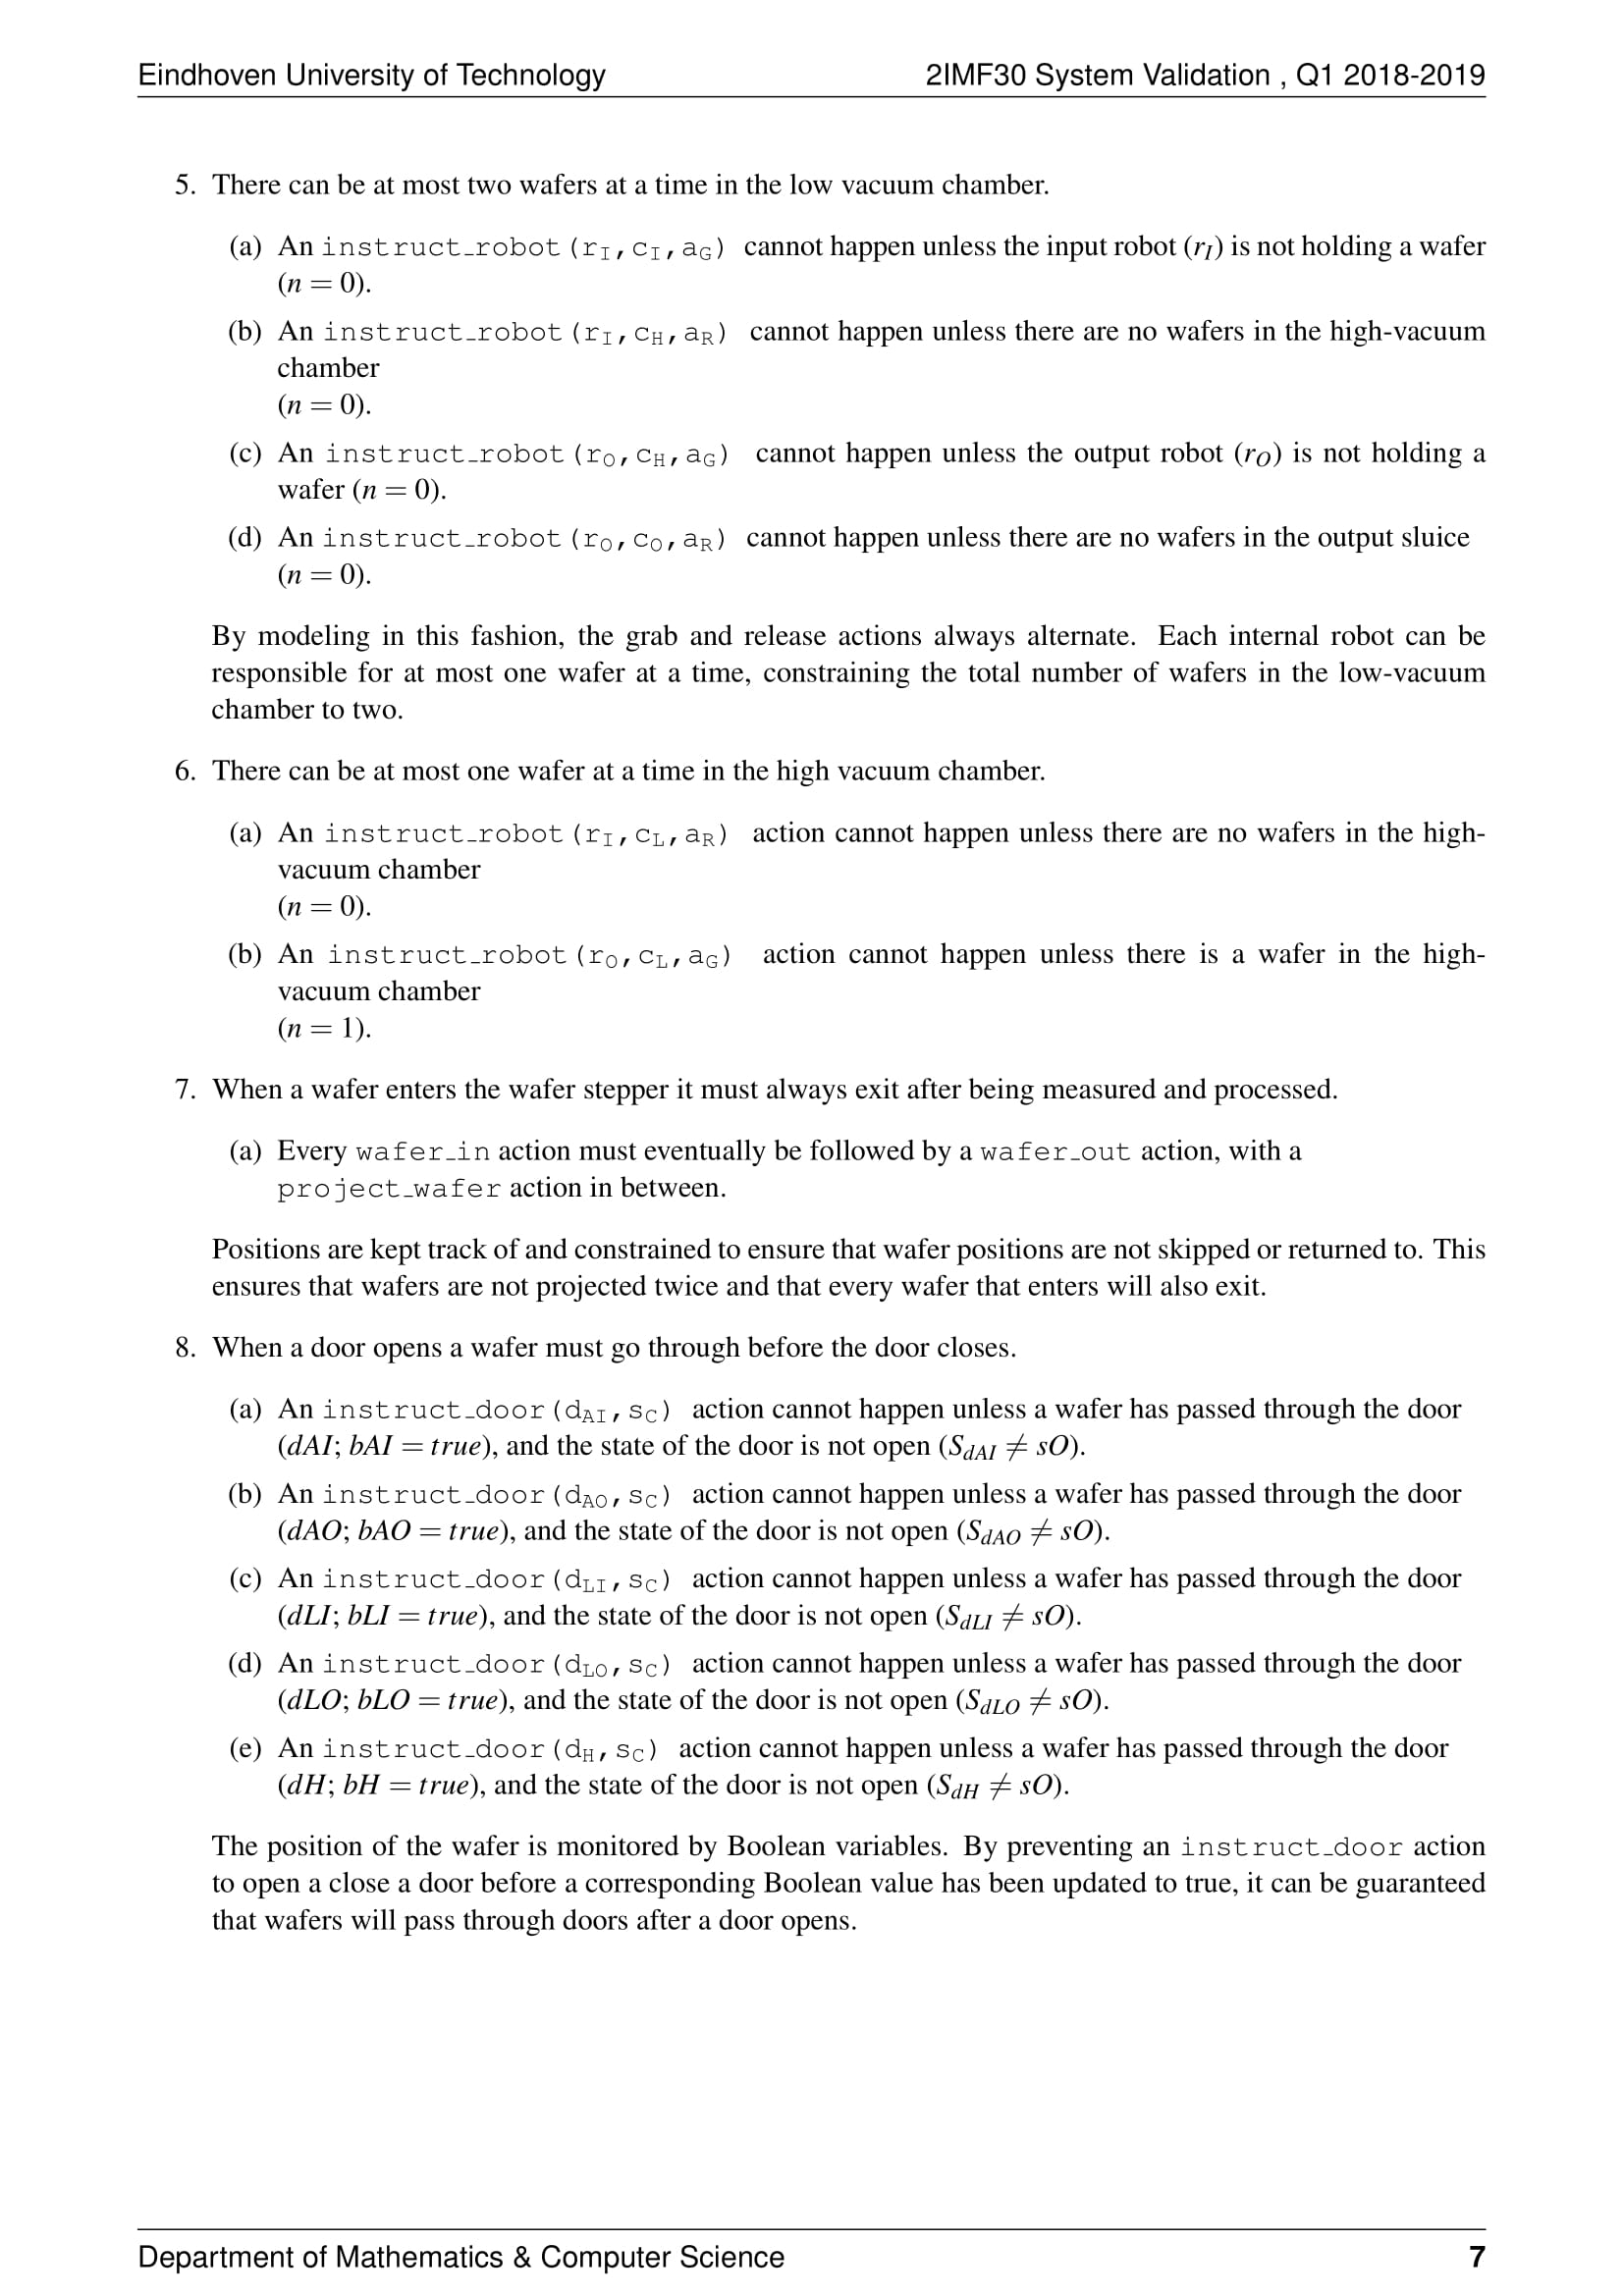 Eindhoven University of Technology 2IMF30 System Validation , Q1 2018-2019
5. There can be at most two wafers at a time in the low vacuum chamber.
(a) An instruct_robot(r_I,c_I,a_G) cannot happen unless the input robot (r_I) is not holding a wafer
(n = 0).
(b) An instruct_robot(r_I,c_H,a_R) cannot happen unless there are no wafers in the high-vacuum
chamber
(n = 0).
(c) An instruct_robot(r_O,c_H,a_G) cannot happen unless the output robot (r_O) is not holding a
wafer (n = 0).
(d) An instruct_robot(r_O,c_O,a_R) cannot happen unless there are no wafers in the output sluice
(n = 0).
By modeling in this fashion, the grab and release actions always alternate. Each internal robot can be
responsible for at most one wafer at a time, constraining the total number of wafers in the low-vacuum
chamber to two.
6. There can be at most one wafer at a time in the high vacuum chamber.
(a) An instruct_robot(r_I,c_L,a_R) action cannot happen unless there are no wafers in the high-
vacuum chamber
(n = 0).
(b) An instruct_robot(r_O,c_L,a_G) action cannot happen unless there is a wafer in the high-
vacuum chamber
(n = 1).
7. When a wafer enters the wafer stepper it must always exit after being measured and processed.
(a) Every wafer_in action must eventually be followed by a wafer_out action, with a
project_wafer action in between.
Positions are kept track of and constrained to ensure that wafer positions are not skipped or returned to. This
ensures that wafers are not projected twice and that every wafer that enters will also exit.
8. When a door opens a wafer must go through before the door closes.
(a) An instruct_door(d_AI,s_C) action cannot happen unless a wafer has passed through the door
(dAI; bAI = true), and the state of the door is not open (S_dAI ≠ sO).
(b) An instruct_door(d_AO,s_C) action cannot happen unless a wafer has passed through the door
(dAO; bAO = true), and the state of the door is not open (S_dAO ≠ sO).
(c) An instruct_door(d_LI,s_C) action cannot happen unless a wafer has passed through the door
(dLI; bLI = true), and the state of the door is not open (S_dLI ≠ sO).
(d) An instruct_door(d_LO,s_C) action cannot happen unless a wafer has passed through the door
(dLO; bLO = true), and the state of the door is not open (S_dLO ≠ sO).
(e) An instruct_door(d_H,s_C) action cannot happen unless a wafer has passed through the door
(dH; bH = true), and the state of the door is not open (S_dH ≠ sO).
The position of the wafer is monitored by Boolean variables. By preventing an instruct_door action
to open a close a door before a corresponding Boolean value has been updated to true, it can be guaranteed
that wafers will pass through doors after a door opens.
Department of Mathematics & Computer Science 7